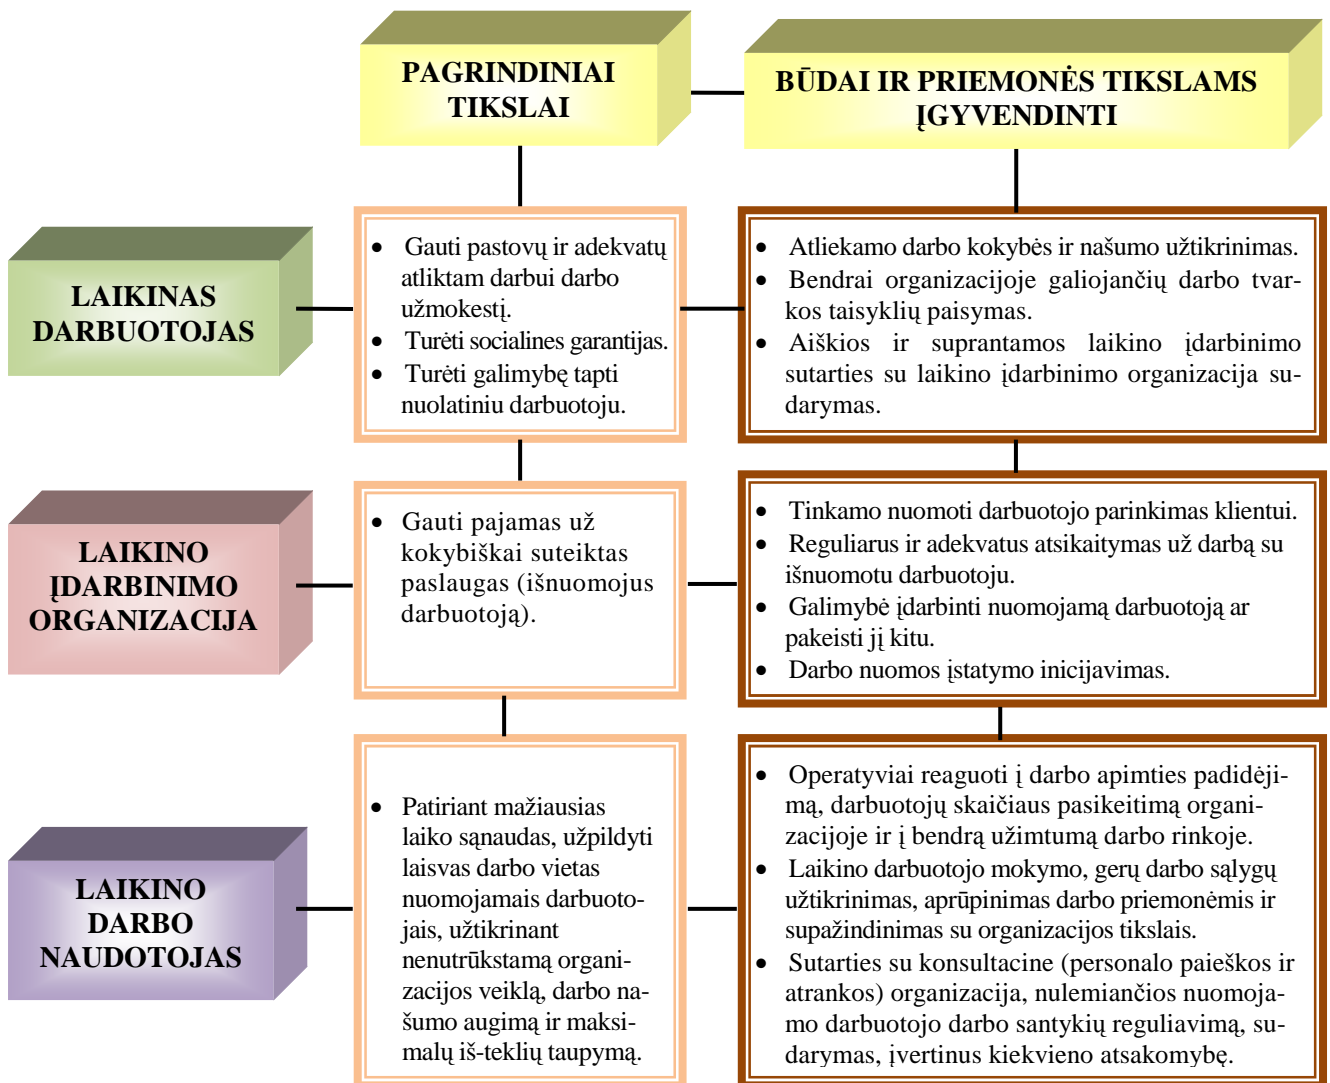 PAGRINDINIAI
TIKSLAI
BŪDAI IR PRIEMONĖS TIKSLAMS
ĮGYVENDINTI
LAIKINAS
DARBUOTOJAS
• Gauti pastovų ir adekvatų
atliktam darbui darbo
užmokestį.
• Turėti socialines garantijas.
• Turėti galimybę tapti
nuolatiniu darbuotoju.
• Atliekamo darbo kokybės ir našumo užtikrinimas.
• Bendrai organizacijoje galiojančių darbo tvar-
kos taisyklių paisymas.
• Aiškios ir suprantamos laikino įdarbinimo
sutarties su laikino įdarbinimo organizacija su-
darymas.
LAIKINO
ĮDARBINIMO
ORGANIZACIJA
• Gauti pajamas už
kokybiškai suteiktas
paslaugas (išnuomojus
darbuotoją).
• Tinkamo nuomoti darbuotojo parinkimas klientui.
• Reguliarus ir adekvatus atsikaitymas už darbą su
išnuomotu darbuotoju.
• Galimybė įdarbinti nuomojamą darbuotoją ar
pakeisti jį kitu.
• Darbo nuomos įstatymo inicijavimas.
LAIKINO
DARBO
NAUDOTOJAS
• Patiriant mažiausias
laiko sąnaudas, užpildyti
laisvas darbo vietas
nuomojamais darbuoto-
jais, užtikrinant
nenutrūkstamą organi-
zacijos veiklą, darbo na-
šumo augimą ir maksi-
malų iš-teklių taupymą.
• Operatyviai reaguoti į darbo apimties padidėji-
mą, darbuotojų skaičiaus pasikeitimą organi-
zacijoje ir į bendrą užimtumą darbo rinkoje.
• Laikino darbuotojo mokymo, gerų darbo sąlygų
užtikrinimas, aprūpinimas darbo priemonėmis ir
supažindinimas su organizacijos tikslais.
• Sutarties su konsultacine (personalo paieškos ir
atrankos) organizacija, nulemiančios nuomoja-
mo darbuotojo darbo santykių reguliavimą, su-
darymas, įvertinus kiekvieno atsakomybę.